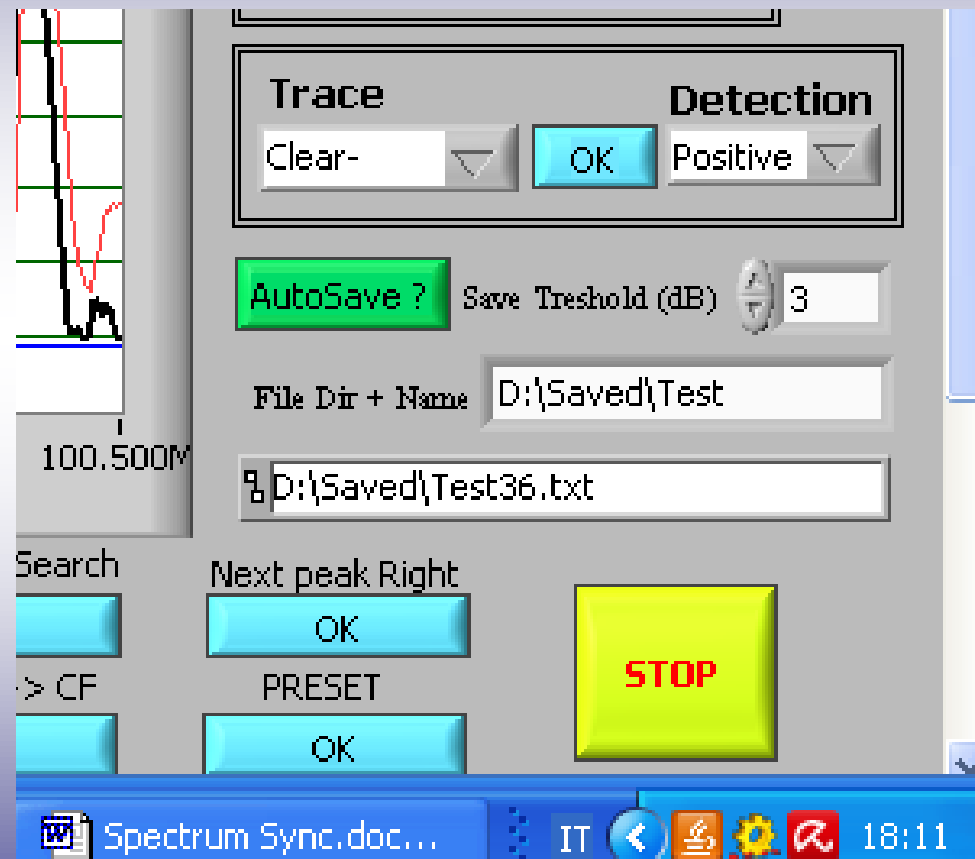 Trace Detection
Clear- OK Positive
AutoSave ? Save Treshold (dB) 3
File Dir + Name D:\Saved\Test
100.500M
D:\Saved\Test36.txt
Search Next peak Right
OK
STOP
-> CF PRESET
OK
Spectrum Sync.doc... IT 18:11